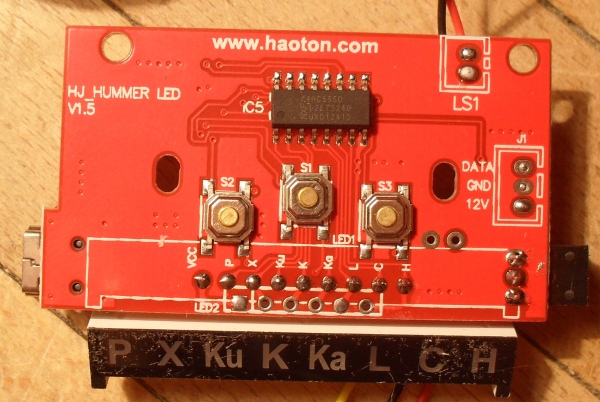 www.haoton.com
HJ_HUMMER LED
V1.5
IC5
LS1
J1
DATA
GND
12V
S2
S1
S3
LED1
VCC P X Ku K Ka L C H
LED2
P X Ku K Ka L C H